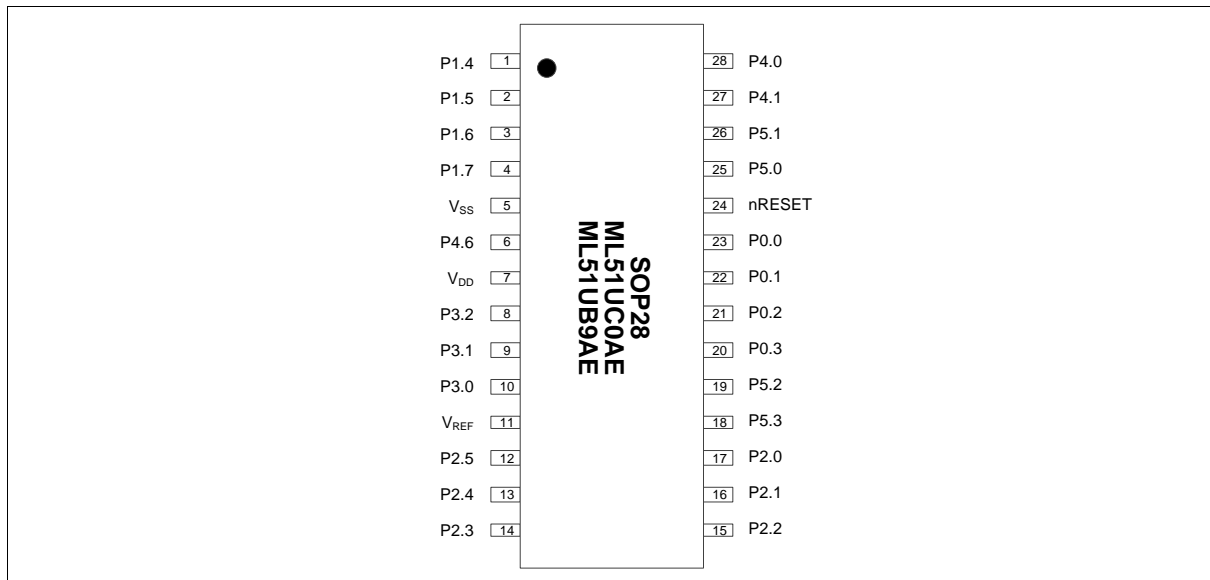 P1.4 1 28 P4.0
P1.5 2 27 P4.1
P1.6 3 26 P5.1
P1.7 4 25 P5.0
VSS 5 24 nRESET
P4.6 6 23 P0.0
VDD 7 22 P0.1
P3.2 8 21 P0.2
P3.1 9 20 P0.3
P3.0 10 19 P5.2
VREF 11 18 P5.3
P2.5 12 17 P2.0
P2.4 13 16 P2.1
P2.3 14 15 P2.2
SOP28
ML51UC0AE
ML51UB9AE